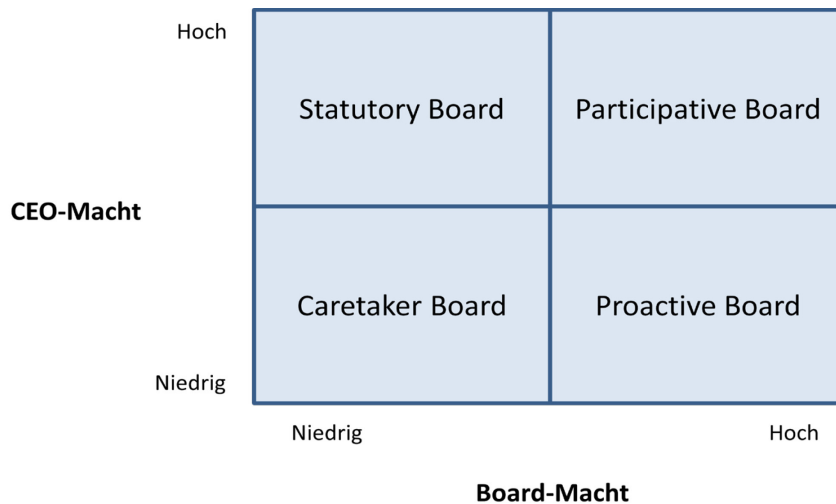 Hoch
Statutory Board
Participative Board
CEO-Macht
Caretaker Board
Proactive Board
Niedrig
Niedrig
Hoch
Board-Macht